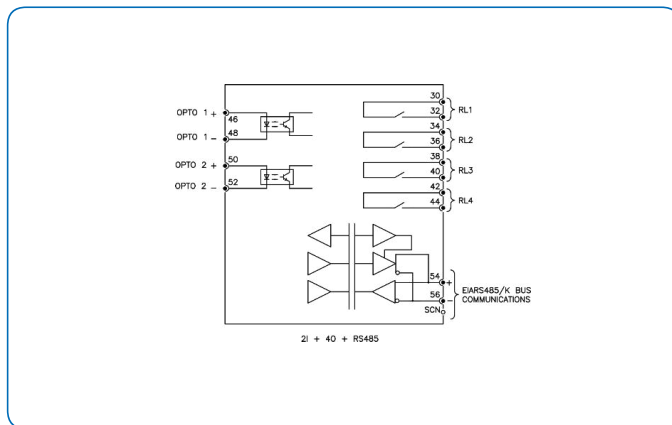 OPTO 1 +
46
OPTO 1 -
48
OPTO 2 +
50
OPTO 2 -
52
30
32
RL1
34
36
RL2
38
40
RL3
42
44
RL4
54
+
56
-
SCN
EIARS485/K BUS
COMMUNICATIONS
2I + 4O + RS485